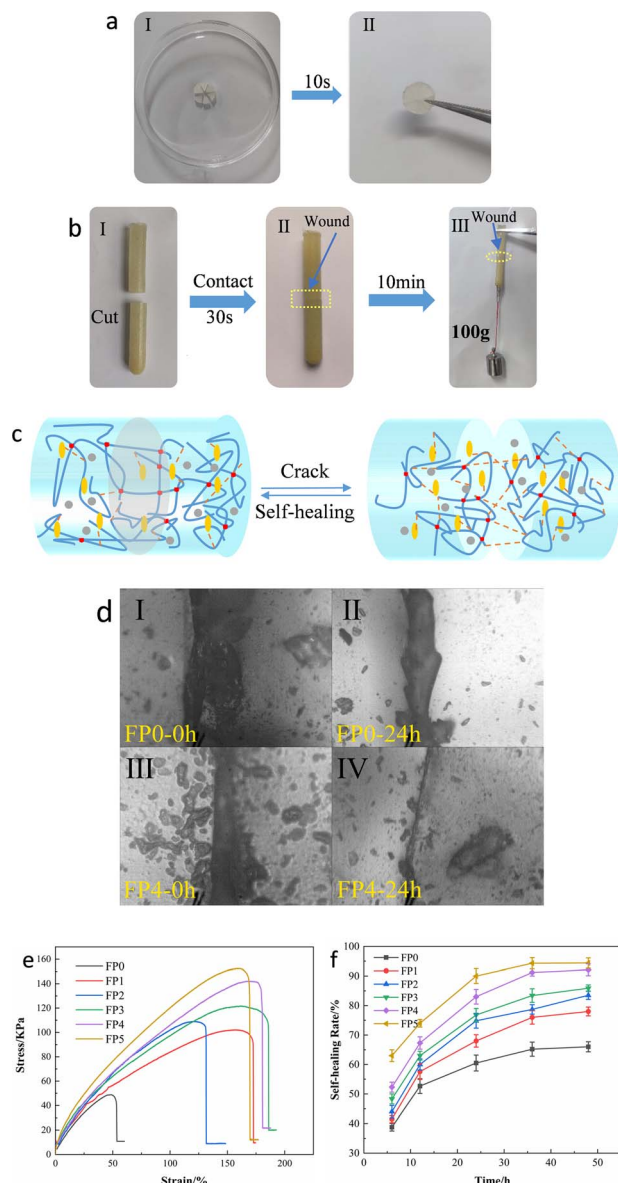 a
I
10s
II
b
I
Cut
Contact
30s
II
Wound
10min
III
Wound
100g
c
Crack
Self-healing
d
I
FP0-0h
II
FP0-24h
III
FP4-0h
IV
FP4-24h
e
Stress/KPa
160
140
120
100
80
60
40
20
0
FP0
FP1
FP2
FP3
FP4
FP5
0
50
100
150
200
Strain/%
f
Self-healing Rate/%
100
90
80
70
60
50
40
30
FP0
FP1
FP2
FP3
FP4
FP5
0
10
20
30
40
50
Time/h